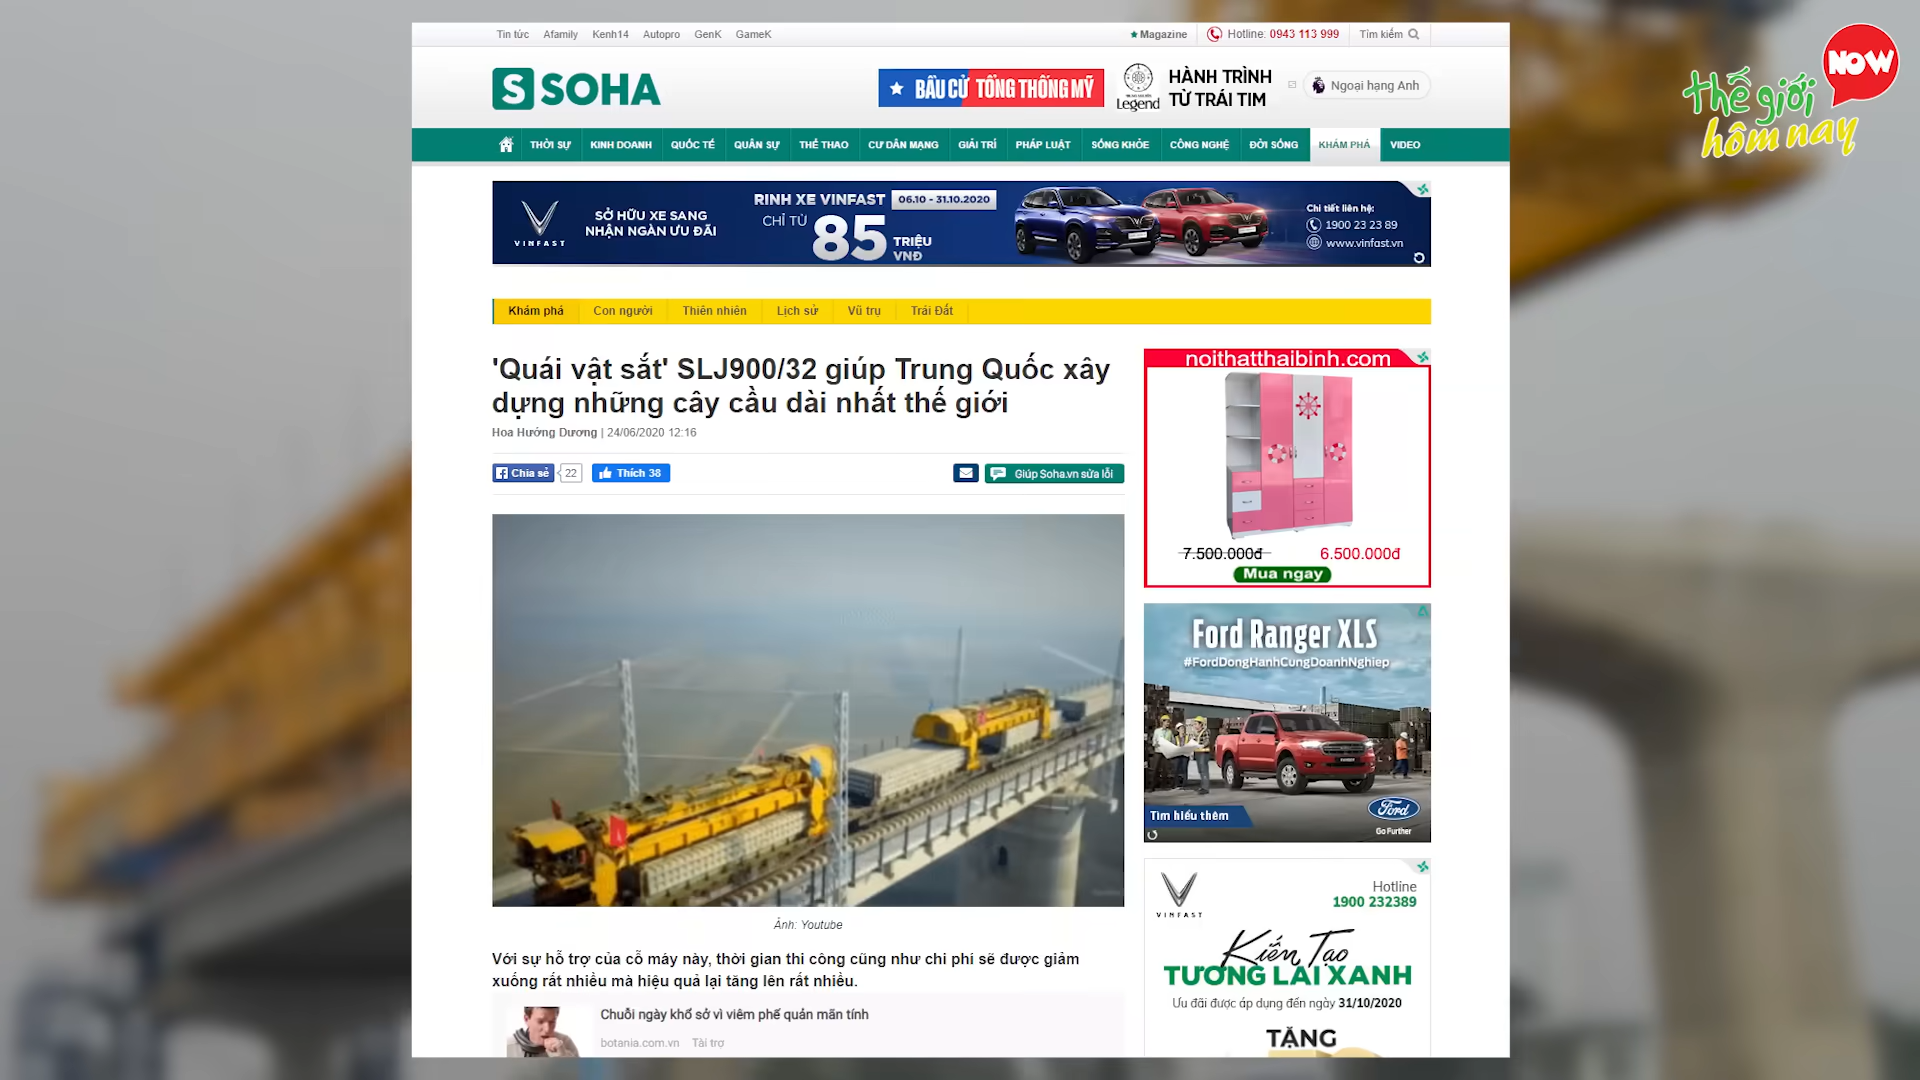 Tin tức Afamily Kenh14 Autopro GenK GameK
Magazine Hotline: 0943 113 999 Tìm kiếm
NOW
thế giới
hôm nay
SOHA
BẦU CỬ TỔNG THỐNG MỸ
Legend
HÀNH TRÌNH
TỪ TRÁI TIM
Ngoại hạng Anh
THỜI SỰ KINH DOANH QUỐC TẾ QUÂN SỰ THỂ THAO CƯ DÂN MẠNG GIẢI TRÍ PHÁP LUẬT SỐNG KHỎE CÔNG NGHỆ ĐỜI SỐNG KHÁM PHÁ VIDEO
VINFAST
SỞ HỮU XE SANG
NHẬN NGÀN ƯU ĐÃI
RINH XE VINFAST 06.10 - 31.10.2020
CHỈ TỪ 85 TRIỆU
VNĐ
Chi tiết liên hệ:
1900 23 23 89
www.vinfast.vn
Khám phá Con người Thiên nhiên Lịch sử Vũ trụ Trái Đất
'Quái vật sắt' SLJ900/32 giúp Trung Quốc xây
dựng những cây cầu dài nhất thế giới
Hoa Hướng Dương | 24/06/2020 12:16
Chia sẻ 22 Thích 38 Giúp Soha.vn sửa lỗi
Ảnh: Youtube
Với sự hỗ trợ của cỗ máy này, thời gian thi công cũng như chi phí sẽ được giảm
xuống rất nhiều mà hiệu quả lại tăng lên rất nhiều.
Chuỗi ngày khổ sở vì viêm phế quản mãn tính
botania.com.vn Tài trợ
noithatthaibinh.com
7.500.000đ 6.500.000đ
Mua ngay
Ford Ranger XLS
#FordDongHanhCungDoanhNghiep
Tìm hiểu thêm
Ford
Go Further
VINFAST
Hotline
1900 232389
Kiến Tạo
TƯƠNG LAI XANH
Ưu đãi được áp dụng đến ngày 31/10/2020
TẶNG